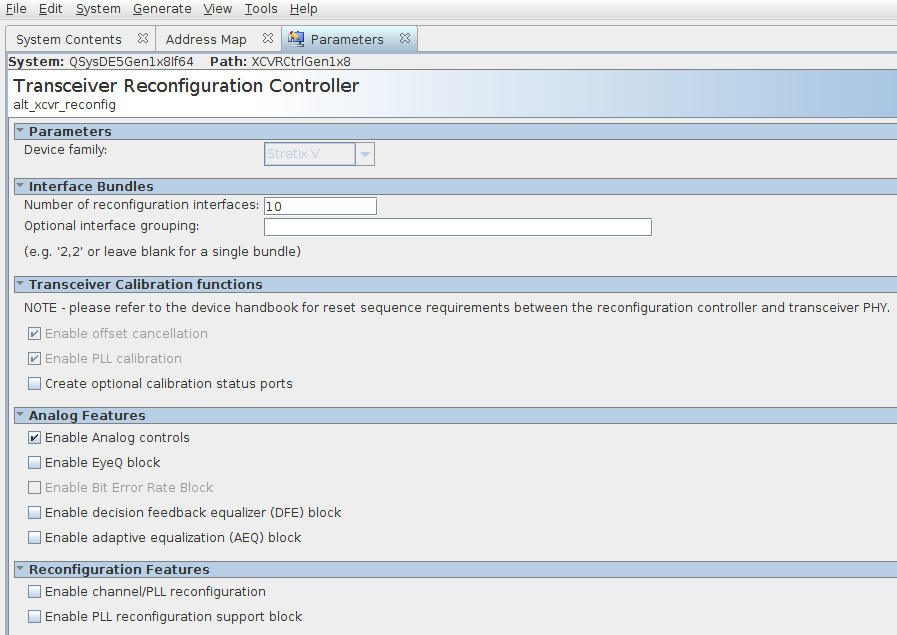 File Edit System Generate View Tools Help
System Contents Address Map Parameters
System: QSysDE5Gen1x8If64 Path: XCVRCtrlGen1x8
Transceiver Reconfiguration Controller
alt_xcvr_reconfig
Parameters
Device family: Stratix V
Interface Bundles
Number of reconfiguration interfaces: 10
Optional interface grouping:
(e.g. '2,2' or leave blank for a single bundle)
Transceiver Calibration functions
NOTE - please refer to the device handbook for reset sequence requirements between the reconfiguration controller and transceiver PHY.
Enable offset cancellation
Enable PLL calibration
Create optional calibration status ports
Analog Features
Enable Analog controls
Enable EyeQ block
Enable Bit Error Rate Block
Enable decision feedback equalizer (DFE) block
Enable adaptive equalization (AEQ) block
Reconfiguration Features
Enable channel/PLL reconfiguration
Enable PLL reconfiguration support block